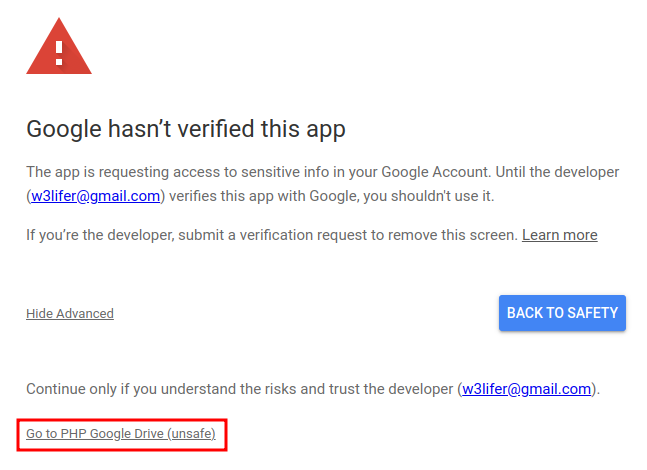 Google hasn’t verified this app
The app is requesting access to sensitive info in your Google Account. Until the developer
(w3lifer@gmail.com) verifies this app with Google, you shouldn't use it.
If you’re the developer, submit a verification request to remove this screen. Learn more
Hide Advanced
BACK TO SAFETY
Continue only if you understand the risks and trust the developer (w3lifer@gmail.com).
Go to PHP Google Drive (unsafe)